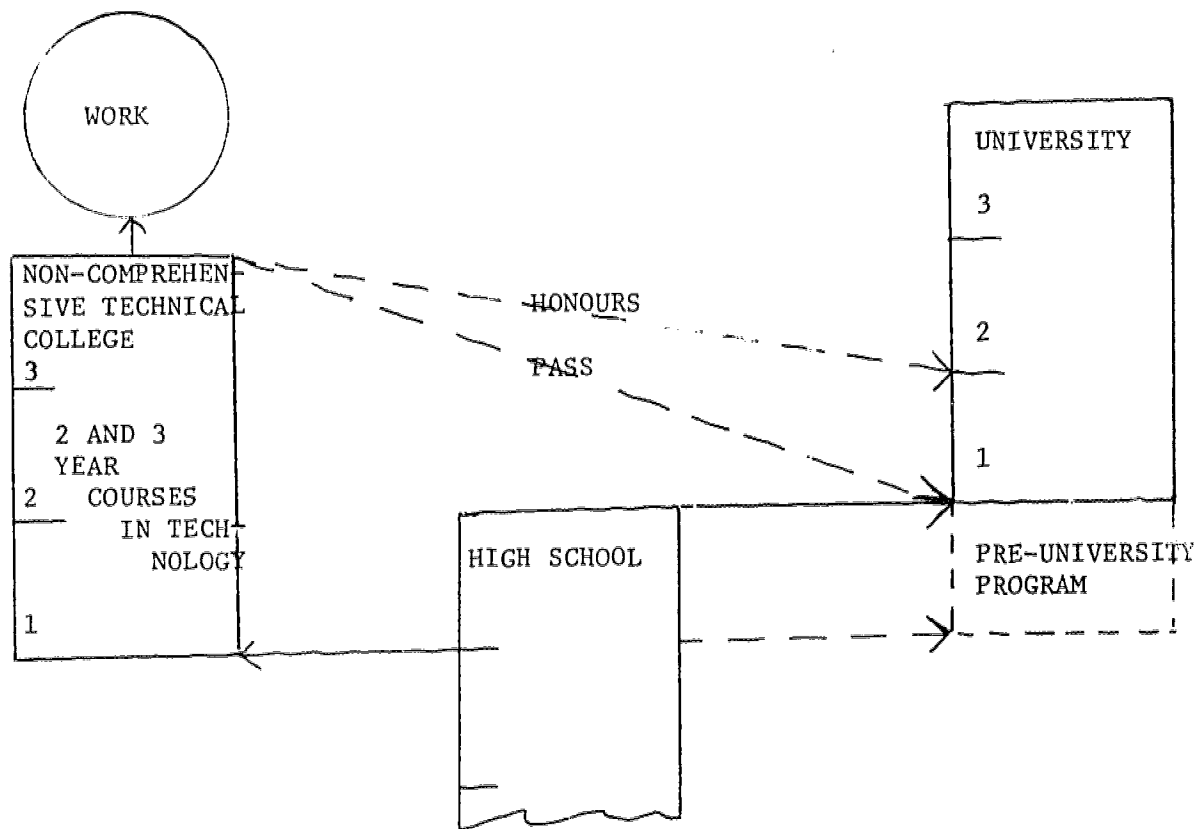 WORK
NON-COMPREHEN-
SIVE TECHNICAL
COLLEGE
3
2 AND 3
YEAR
2 COURSES
IN TECH-
NOLOGY
1
HONOURS
PASS
HIGH SCHOOL
UNIVERSITY
3
2
1
PRE-UNIVERSITY
PROGRAM